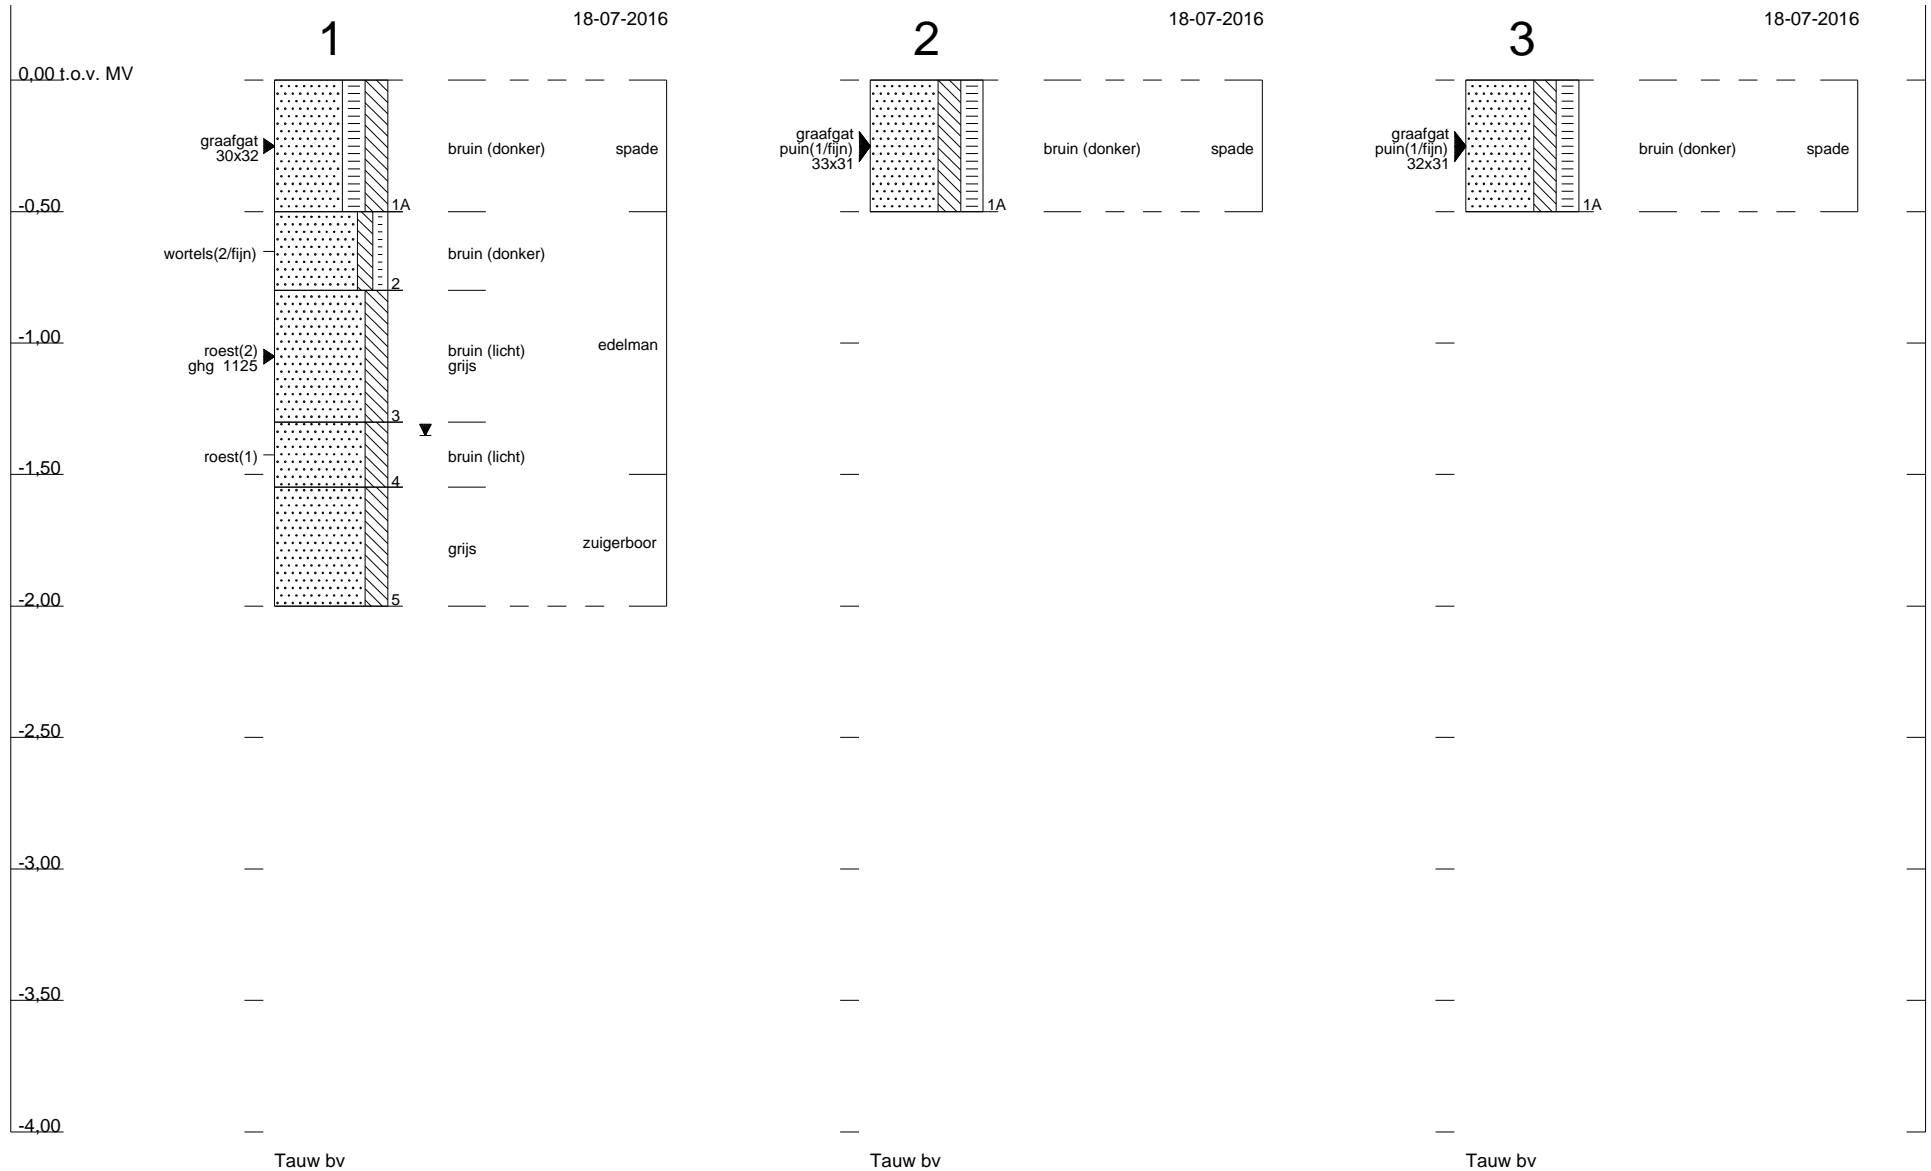 18-07-2016
18-07-2016
18-07-2016
1
2
3
0,00 t.o.v. MV
graafgat
30x32
bruin (donker)
spade
1A
graafgat
puin(1/fijn)
33x31
bruin (donker)
spade
1A
graafgat
puin(1/fijn)
32x31
bruin (donker)
spade
1A
-0,50
wortels(2/fijn)
bruin (donker)
2
-1,00
roest(2)
ghg 1125
bruin (licht)
grijs
edelman
3
roest(1)
bruin (licht)
-1,50
4
grijs
zuigerboor
5
-2,00
-2,50
-3,00
-3,50
-4,00
Tauw bv
Tauw bv
Tauw bv